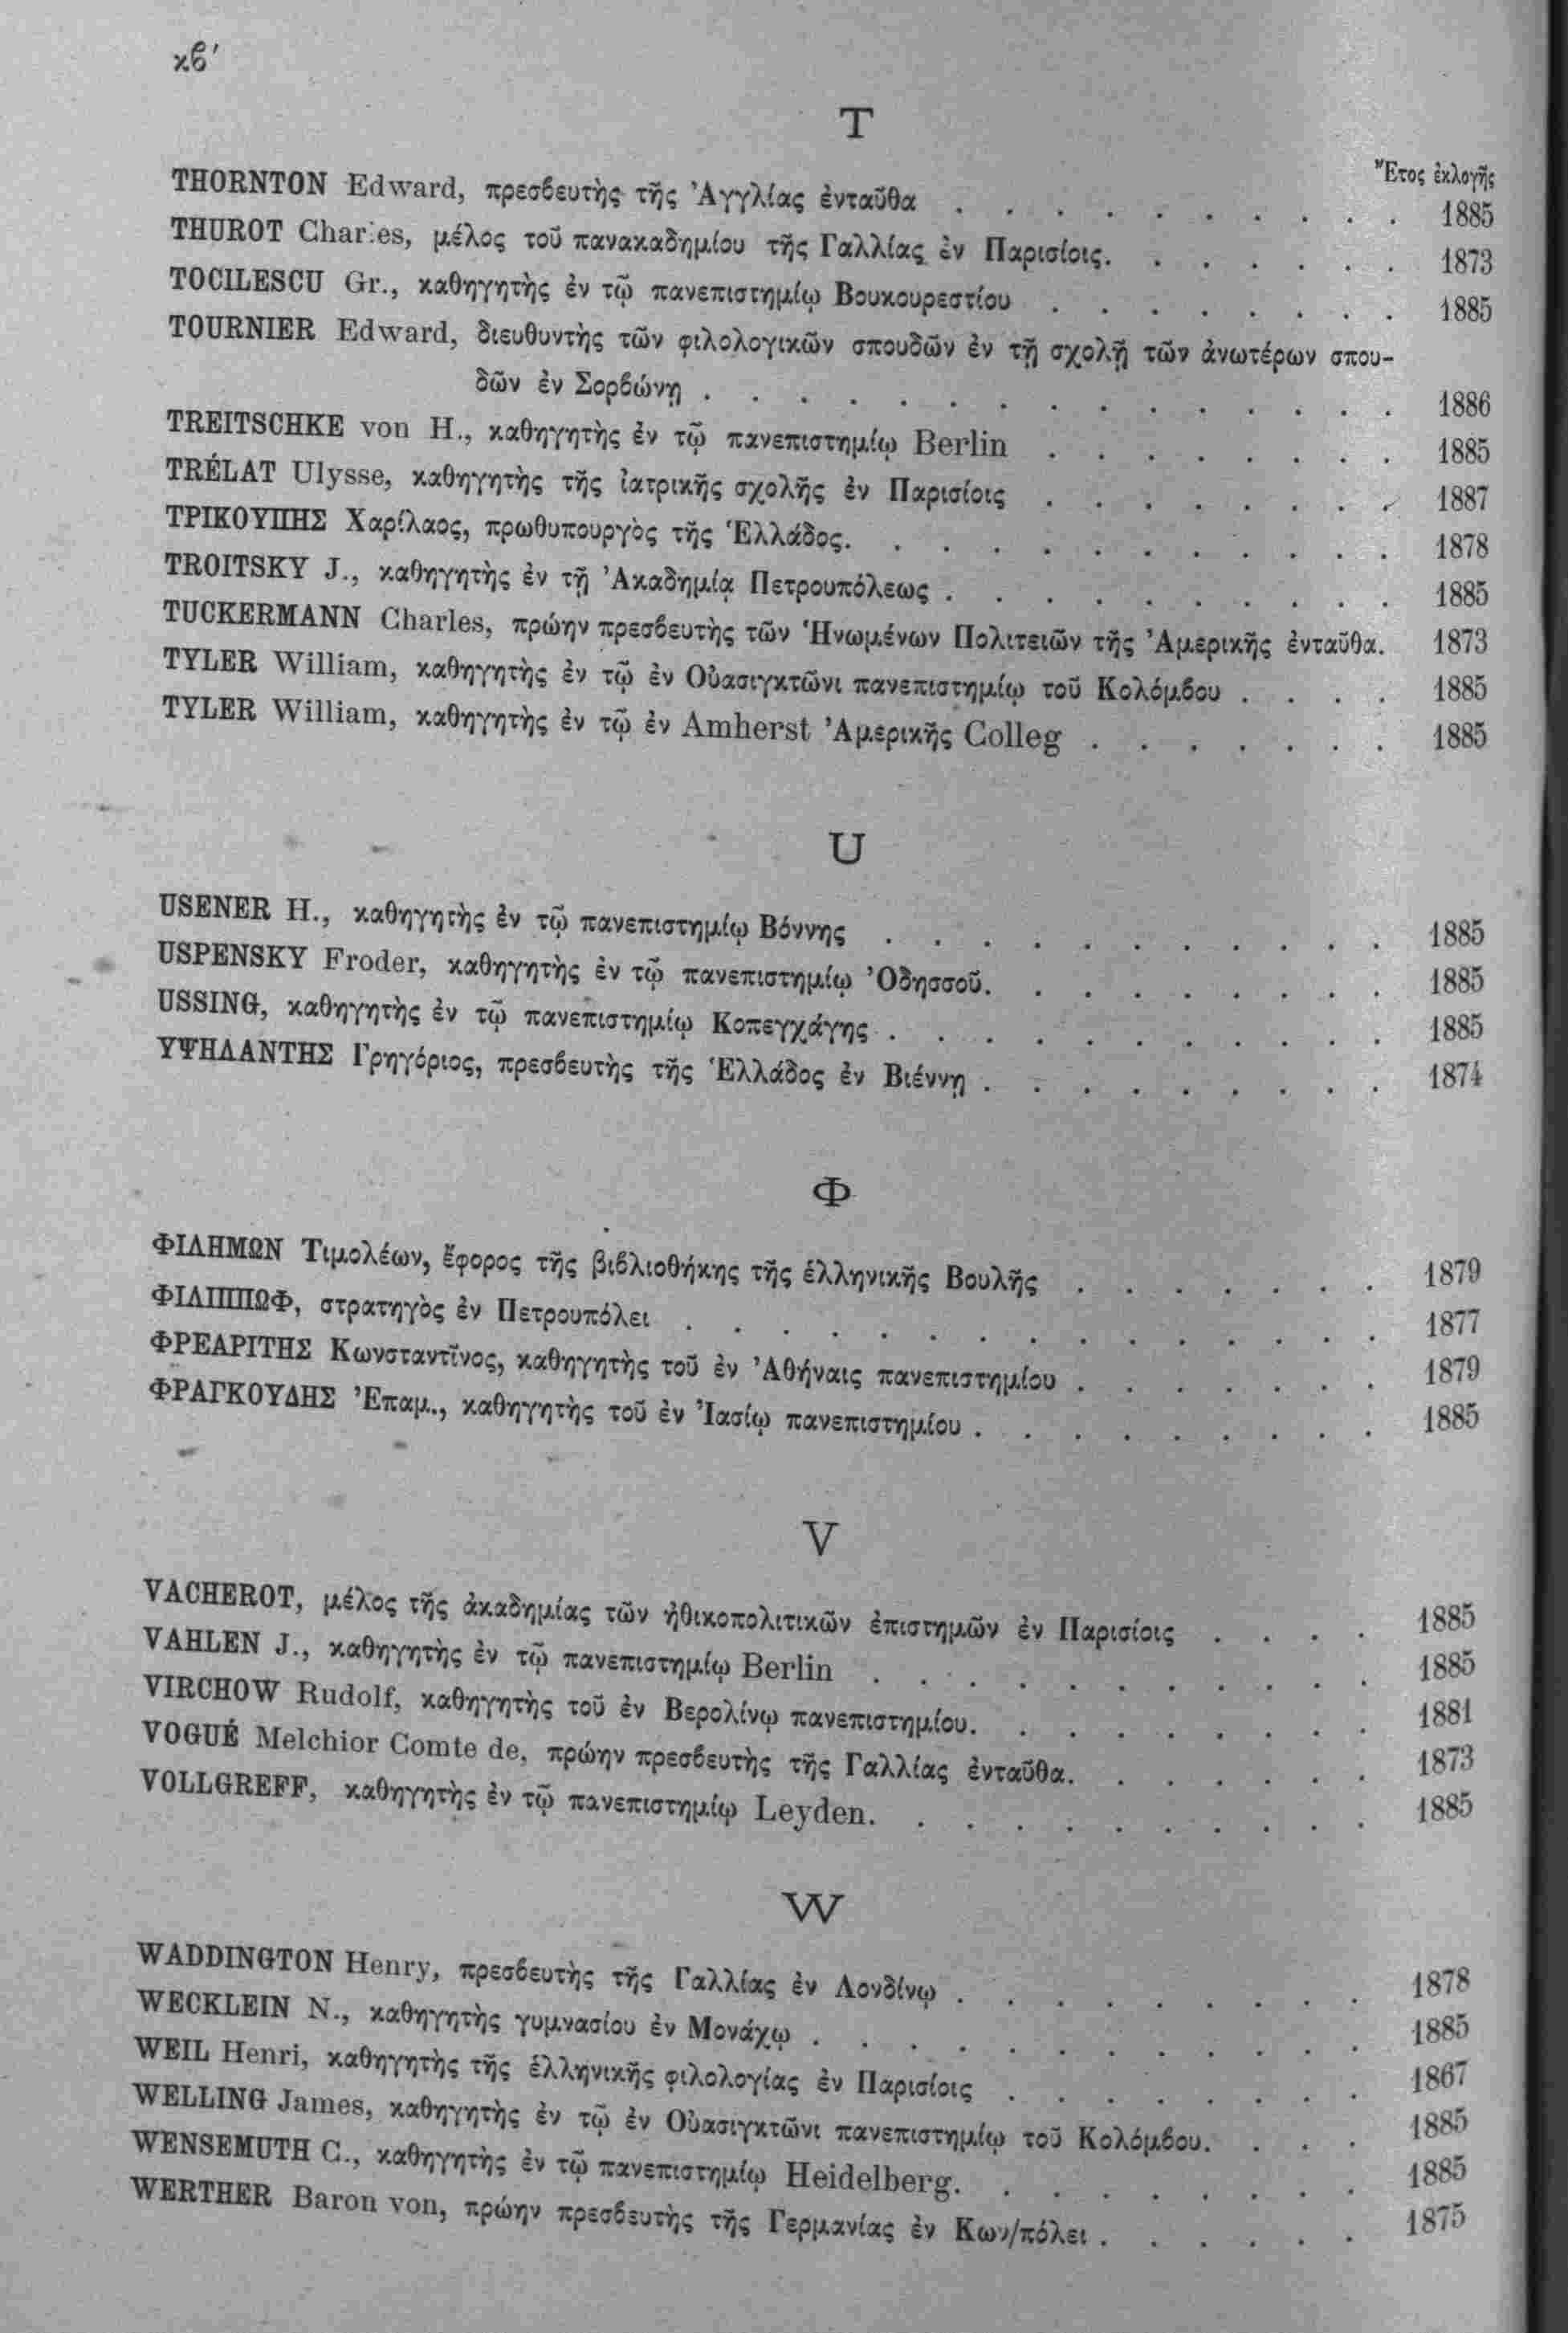 κϐʹ
T
Ἔτος ἐκλογῆς
THORNTON Edward, πρεσϐευτὴς τῆς Ἀγγλίας ἐνταῦθα . . . . . . . . . . 1885
THUROT Charles, μέλος τοῦ πανακαδημίου τῆς Γαλλίας ἐν Παρισίοις. . . . . . . 1873
TOCILESCU Gr., καθηγητὴς ἐν τῷ πανεπιστημίῳ Βουκουρεστίου . . . . . . . . 1885
TOURNIER Edward, διευθυντὴς τῶν φιλολογικῶν σπουδῶν ἐν τῇ σχολῇ τῶν ἀνωτέρων σπου-
δῶν ἐν Σορϐώνῃ . . . . . . . . . . . . . . . 1886
TREITSCHKE von H., καθηγητὴς ἐν τῷ πανεπιστημίῳ Berlin . . . . . . . . 1885
TRÉLAT Ulysse, καθηγητὴς τῆς ἰατρικῆς σχολῆς ἐν Παρισίοις . . . . . . . . 1887
ΤΡΙΚΟΥΠΗΣ Χαρίλαος, πρωθυπουργὸς τῆς Ἑλλάδος. . . . . . . . . . . . 1878
TROITSKY J., καθηγητὴς ἐν τῇ Ἀκαδημίᾳ Πετρουπόλεως . . . . . . . . . . 1885
TUCKERMANN Charles, πρώην πρεσϐευτὴς τῶν Ἡνωμένων Πολιτειῶν τῆς Ἀμερικῆς ἐνταῦθα. 1873
TYLER William, καθηγητὴς ἐν τῷ ἐν Οὐασιγκτῶνι πανεπιστημίῳ τοῦ Κολόμϐου . . . . 1885
TYLER William, καθηγητὴς ἐν τῷ ἐν Amherst Ἀμερικῆς Colleg . . . . . . . 1885
U
USENER H., καθηγητὴς ἐν τῷ πανεπιστημίῳ Βόννης . . . . . . . . . . . 1885
USPENSKY Froder, καθηγητὴς ἐν τῷ πανεπιστημίῳ Ὀδησσοῦ. . . . . . . . . 1885
USSING, καθηγητὴς ἐν τῷ πανεπιστημίῳ Κοπεγχάγης . . . . . . . . . . . 1885
ΥΨΗΛΑΝΤΗΣ Γρηγόριος, πρεσϐευτὴς τῆς Ἑλλάδος ἐν Βιέννῃ . . . . . . . . . 1874
Φ
ΦΙΛΗΜΩΝ Τιμολέων, ἔφορος τῆς βιϐλιοθήκης τῆς ἑλληνικῆς Βουλῆς . . . . . . . 1879
ΦΙΛΙΠΠΩΦ, στρατηγὸς ἐν Πετρουπόλει . . . . . . . . . . . . . . . 1877
ΦΡΕΑΡΙΤΗΣ Κωνσταντῖνος, καθηγητὴς τοῦ ἐν Ἀθήναις πανεπιστημίου . . . . . . . 1879
ΦΡΑΓΚΟΥΔΗΣ Ἐπαμ., καθηγητὴς τοῦ ἐν Ἰασίῳ πανεπιστημίου . . . . . . . . . 1885
V
VACHEROT, μέλος τῆς ἀκαδημίας τῶν ἠθικοπολιτικῶν ἐπιστημῶν ἐν Παρισίοις . . . . 1885
VAHLEN J., καθηγητὴς ἐν τῷ πανεπιστημίῳ Berlin . . . . . . . . . . . 1885
VIRCHOW Rudolf, καθηγητὴς τοῦ ἐν Βερολίνῳ πανεπιστημίου. . . . . . . . . 1881
VOGUÉ Melchior Comte de, πρώην πρεσϐευτὴς τῆς Γαλλίας ἐνταῦθα. . . . . . . 1873
VOLLGREFF, καθηγητὴς ἐν τῷ πανεπιστημίῳ Leyden. . . . . . . . . . . 1885
W
WADDINGTON Henry, πρεσϐευτὴς τῆς Γαλλίας ἐν Λονδίνῳ . . . . . . . . . 1878
WECKLEIN N., καθηγητὴς γυμνασίου ἐν Μονάχῳ . . . . . . . . . . . . 1885
WEIL Henri, καθηγητὴς τῆς ἑλληνικῆς φιλολογίας ἐν Παρισίοις . . . . . . . . 1867
WELLING James, καθηγητὴς ἐν τῷ ἐν Οὐασιγκτῶνι πανεπιστημίῳ τοῦ Κολόμϐου. . . . 1885
WENSEMUTH C., καθηγητὴς ἐν τῷ πανεπιστημίῳ Heidelberg. . . . . . . . . 1885
WERTHER Baron von, πρώην πρεσϐευτὴς τῆς Γερμανίας ἐν Κων/πόλει . . . . . . 1875